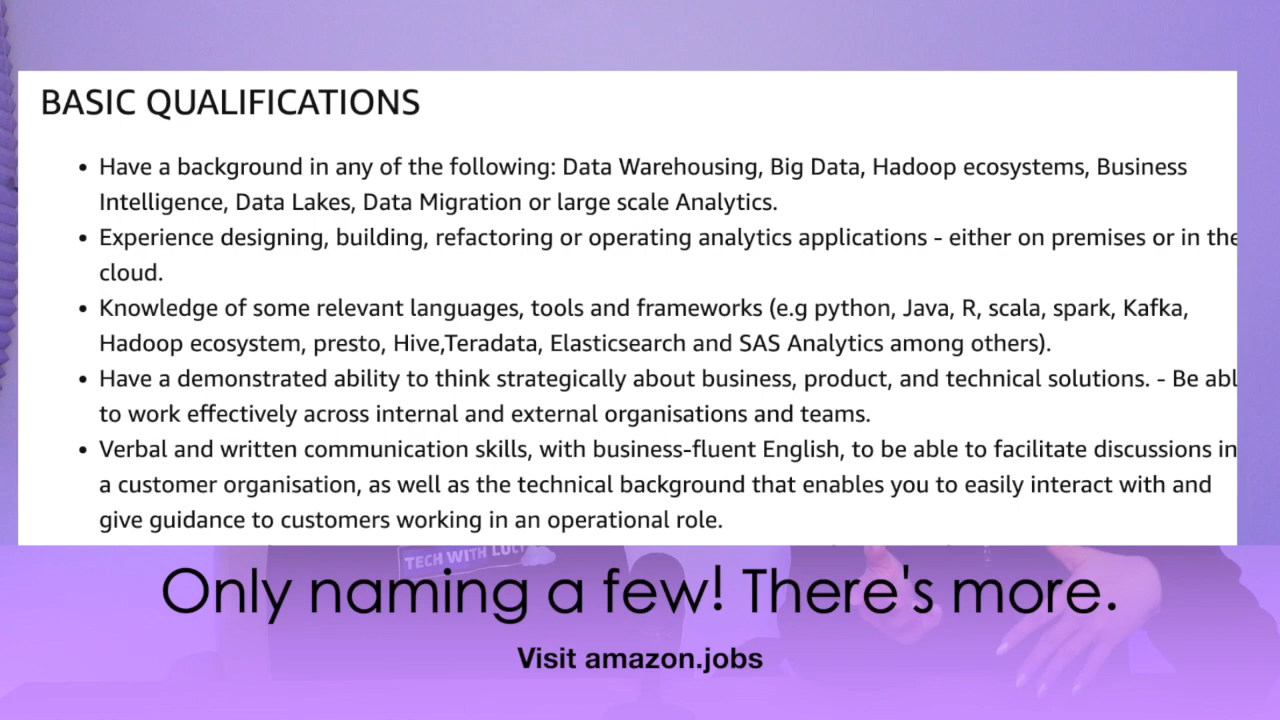 BASIC QUALIFICATIONS
• Have a background in any of the following: Data Warehousing, Big Data, Hadoop ecosystems, Business
Intelligence, Data Lakes, Data Migration or large scale Analytics.
• Experience designing, building, refactoring or operating analytics applications - either on premises or in the
cloud.
• Knowledge of some relevant languages, tools and frameworks (e.g python, Java, R, scala, spark, Kafka,
Hadoop ecosystem, presto, Hive,Teradata, Elasticsearch and SAS Analytics among others).
• Have a demonstrated ability to think strategically about business, product, and technical solutions. - Be abl
to work effectively across internal and external organisations and teams.
• Verbal and written communication skills, with business-fluent English, to be able to facilitate discussions in
a customer organisation, as well as the technical background that enables you to easily interact with and
give guidance to customers working in an operational role.
TECH WITH LUCY
Only naming a few! There's more.
Visit amazon.jobs